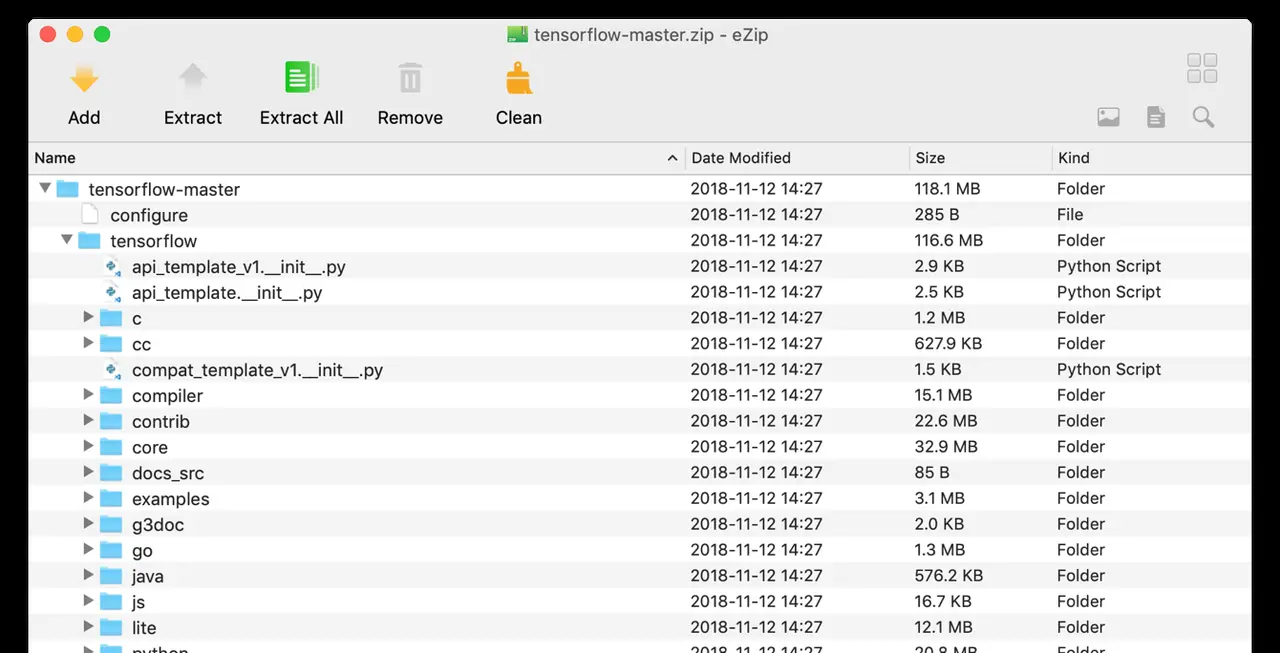 tensorflow-master.zip - eZip
Add Extract Extract All Remove Clean
Name Date Modified Size Kind
tensorflow-master 2018-11-12 14:27 118.1 MB Folder
configure 2018-11-12 14:27 285 B File
tensorflow 2018-11-12 14:27 116.6 MB Folder
api_template_v1.__init__.py 2018-11-12 14:27 2.9 KB Python Script
api_template.__init__.py 2018-11-12 14:27 2.5 KB Python Script
c 2018-11-12 14:27 1.2 MB Folder
cc 2018-11-12 14:27 627.9 KB Folder
compat_template_v1.__init__.py 2018-11-12 14:27 1.5 KB Python Script
compiler 2018-11-12 14:27 15.1 MB Folder
contrib 2018-11-12 14:27 22.6 MB Folder
core 2018-11-12 14:27 32.9 MB Folder
docs_src 2018-11-12 14:27 85 B Folder
examples 2018-11-12 14:27 3.1 MB Folder
g3doc 2018-11-12 14:27 2.0 KB Folder
go 2018-11-12 14:27 1.3 MB Folder
java 2018-11-12 14:27 576.2 KB Folder
js 2018-11-12 14:27 16.7 KB Folder
lite 2018-11-12 14:27 12.1 MB Folder
python 2018-11-12 14:27 20.8 MB Folder